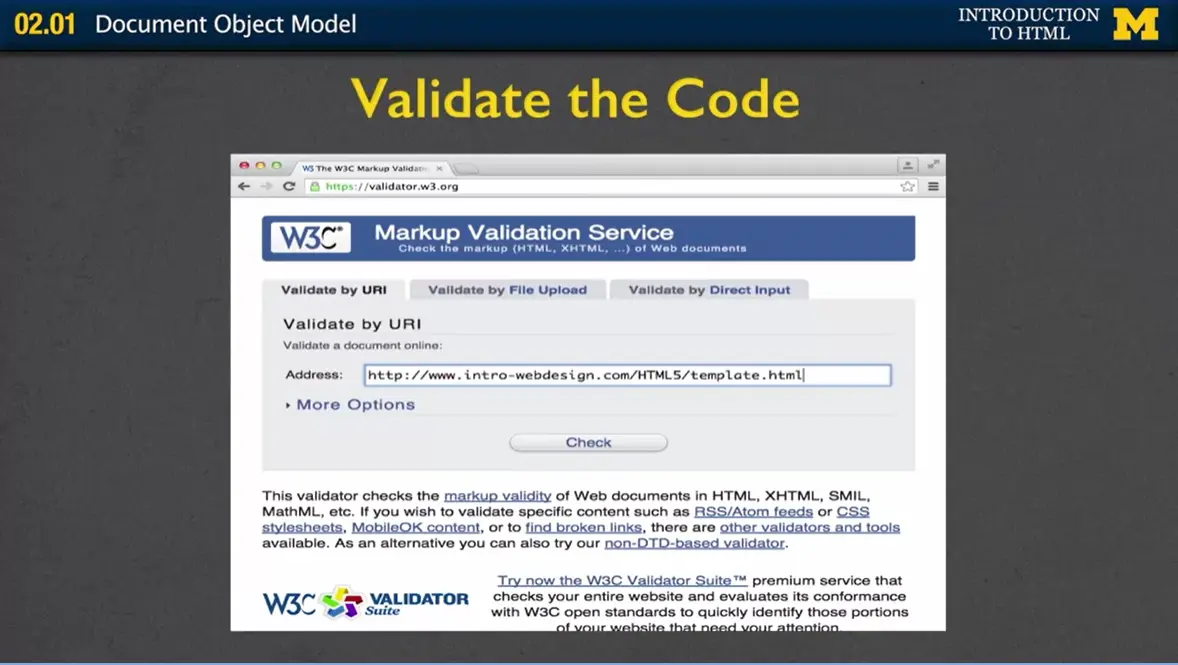 02.01 Document Object Model
INTRODUCTION
TO HTML
M
Validate the Code
W3 The W3C Markup Validati
https://validator.w3.org
W3C® Markup Validation Service
Check the markup (HTML, XHTML, ...) of Web documents
Validate by URI Validate by File Upload Validate by Direct Input
Validate by URI
Validate a document online:
Address: http://www.intro-webdesign.com/HTML5/template.html
More Options
Check
This validator checks the markup validity of Web documents in HTML, XHTML, SMIL,
MathML, etc. If you wish to validate specific content such as RSS/Atom feeds or CSS
stylesheets, MobileOK content, or to find broken links, there are other validators and tools
available. As an alternative you can also try our non-DTD-based validator.
W3C VALIDATOR
Suite
Try now the W3C Validator Suite™ premium service that
checks your entire website and evaluates its conformance
with W3C open standards to quickly identify those portions
of your website that need your attention.